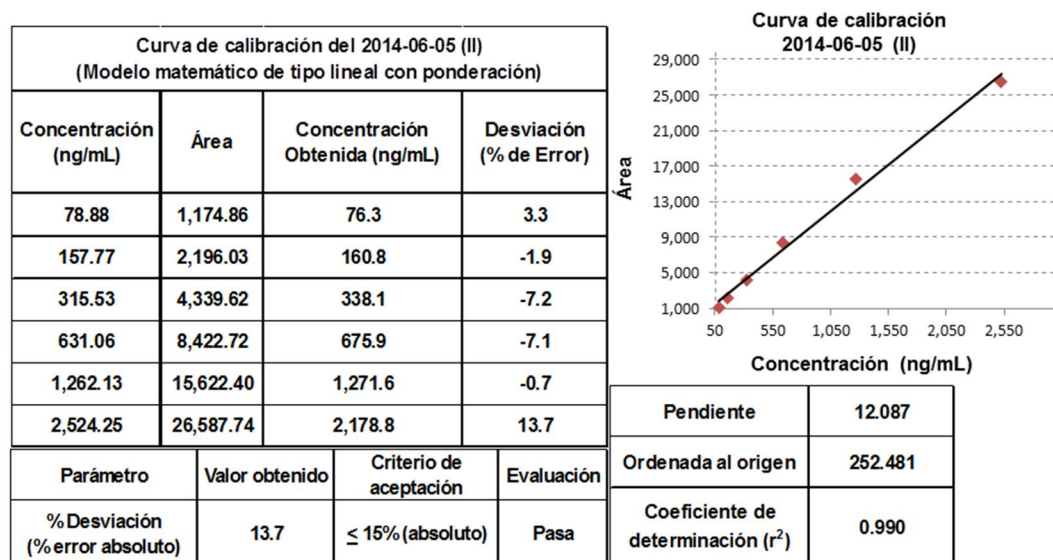 Curva de calibración del 2014-06-05 (II)
(Modelo matemático de tipo lineal con ponderación)
Concentración
(ng/mL)
Área
Concentración
Obtenida (ng/mL)
Desviación
(% de Error)
78.88 1,174.86 76.3 3.3
157.77 2,196.03 160.8 -1.9
315.53 4,339.62 338.1 -7.2
631.06 8,422.72 675.9 -7.1
1,262.13 15,622.40 1,271.6 -0.7
2,524.25 26,587.74 2,178.8 13.7
Parámetro
Valor obtenido
Criterio de
aceptación
Evaluación
% Desviación
(% error absoluto)
13.7
≤ 15% (absoluto)
Pasa
Curva de calibración
2014-06-05 (II)
29,000
25,000
21,000
17,000
13,000
9,000
5,000
1,000
Área
50 550 1,050 1,550 2,050 2,550
Concentración (ng/mL)
Pendiente 12.087
Ordenada al origen 252.481
Coeficiente de
determinación (r²)
0.990